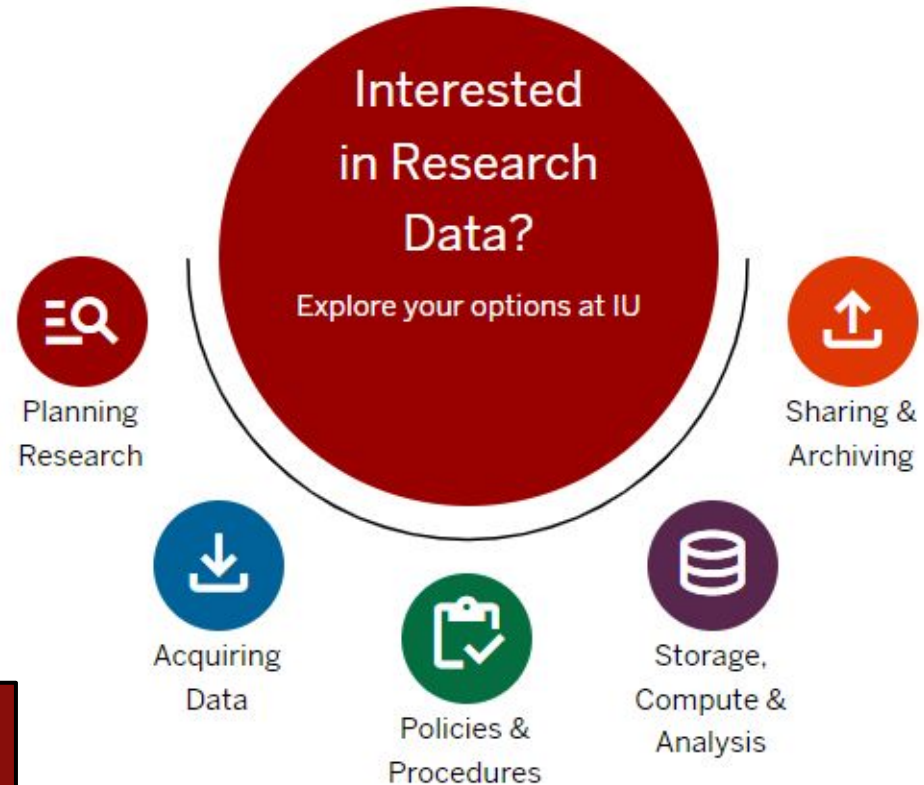 Interested
in Research
Data?
Explore your options at IU
Planning
Research
Acquiring
Data
Policies &
Procedures
Storage,
Compute &
Analysis
Sharing &
Archiving